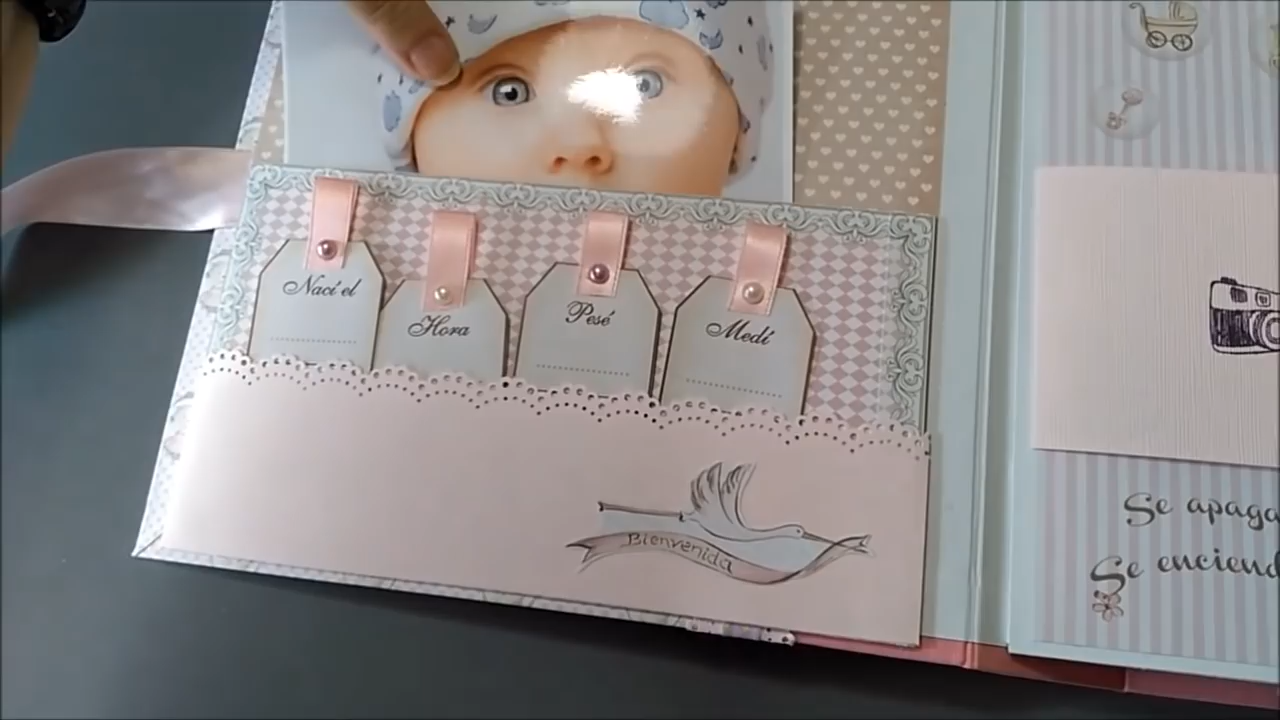 Nací el
Hora
Pesé
Medí
Bienvenida
Se apaga
Se enciend